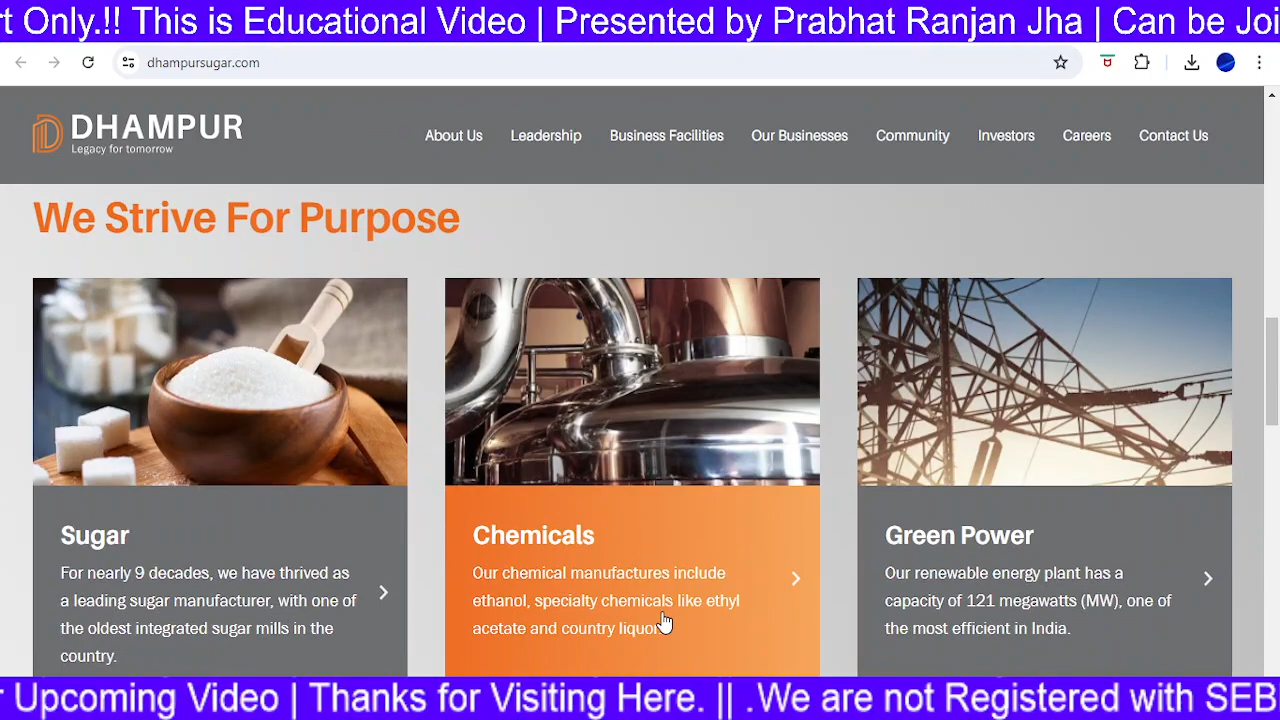 t Only.!! This is Educational Video | Presented by Prabhat Ranjan Jha | Can be Joi
dhampursugar.com
DHAMPUR
Legacy for tomorrow
About Us Leadership Business Facilities Our Businesses Community Investors Careers Contact Us
We Strive For Purpose
Sugar
For nearly 9 decades, we have thrived as
a leading sugar manufacturer, with one of
the oldest integrated sugar mills in the
country.
Chemicals
Our chemical manufactures include
ethanol, specialty chemicals like ethyl
acetate and country liquor
Green Power
Our renewable energy plant has a
capacity of 121 megawatts (MW), one of
the most efficient in India.
r Upcoming Video | Thanks for Visiting Here. || .We are not Registered with SEB